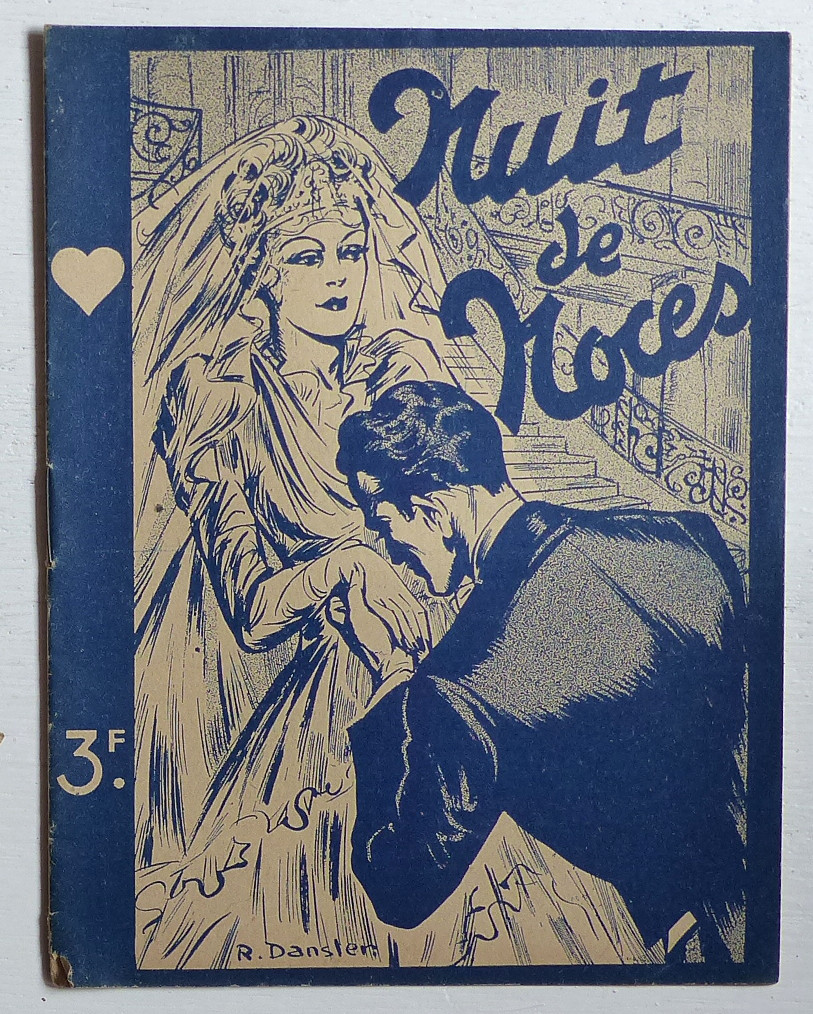 Nuit
de
Noces
3F.
R. Dansler